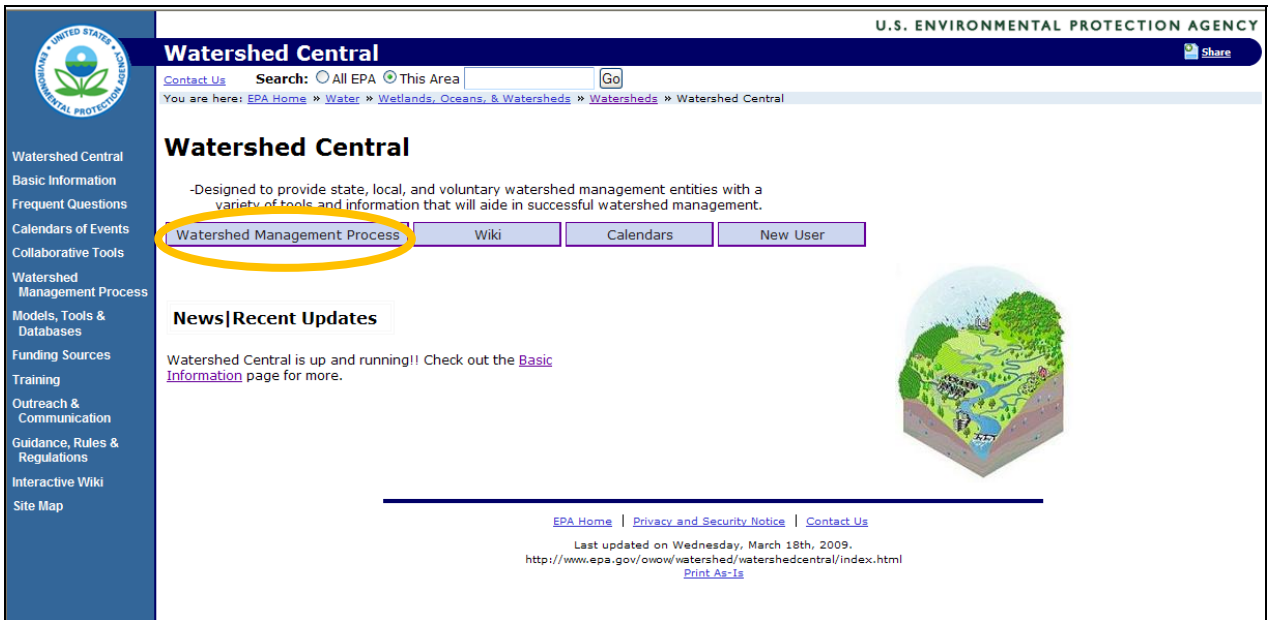 U.S. ENVIRONMENTAL PROTECTION AGENCY
UNITED STATES
ENVIRONMENTAL PROTECTION AGENCY
Watershed Central
Share
Contact Us Search: All EPA This Area Go
You are here: EPA Home » Water » Wetlands, Oceans, & Watersheds » Watersheds » Watershed Central
Watershed Central
Basic Information
Frequent Questions
Calendars of Events
Collaborative Tools
Watershed
Management Process
Models, Tools &
Databases
Funding Sources
Training
Outreach &
Communication
Guidance, Rules &
Regulations
Interactive Wiki
Site Map
Watershed Central
-Designed to provide state, local, and voluntary watershed management entities with a
variety of tools and information that will aide in successful watershed management.
Watershed Management Process Wiki Calendars New User
News|Recent Updates
Watershed Central is up and running!! Check out the Basic
Information page for more.
EPA Home | Privacy and Security Notice | Contact Us
Last updated on Wednesday, March 18th, 2009.
http://www.epa.gov/owow/watershed/watershedcentral/index.html
Print As-Is